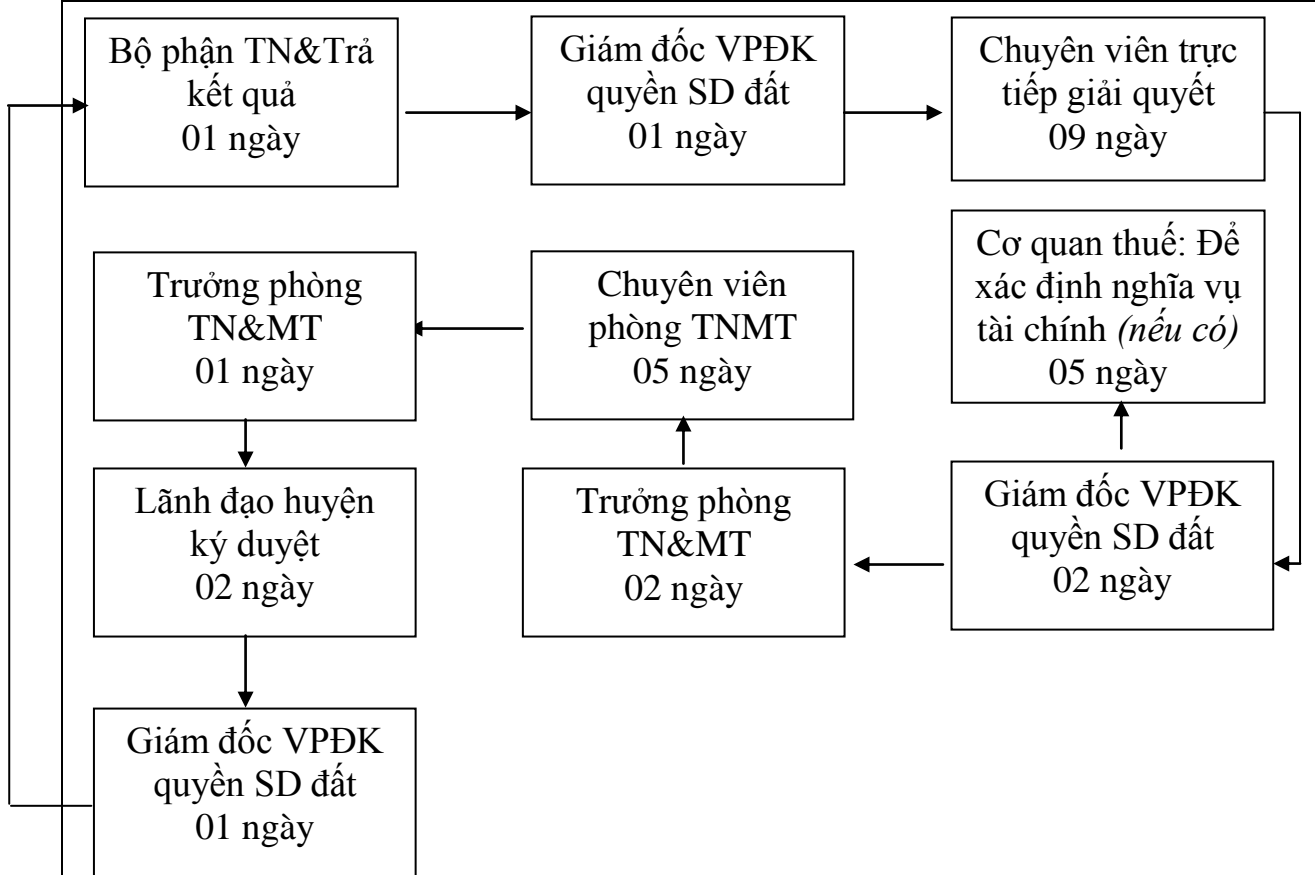 Bộ phận TN&Trả
kết quả
01 ngày
Giám đốc VPĐK
quyền SD đất
01 ngày
Chuyên viên trực
tiếp giải quyết
09 ngày
Trưởng phòng
TN&MT
01 ngày
Chuyên viên
phòng TNMT
05 ngày
Cơ quan thuế: Để
xác định nghĩa vụ
tài chính (nếu có)
05 ngày
Lãnh đạo huyện
ký duyệt
02 ngày
Trưởng phòng
TN&MT
02 ngày
Giám đốc VPĐK
quyền SD đất
02 ngày
Giám đốc VPĐK
quyền SD đất
01 ngày